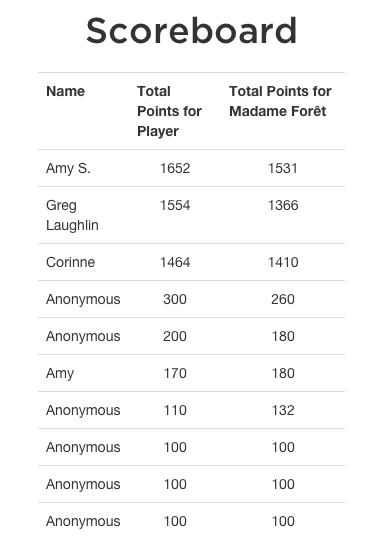 Scoreboard
Name Total Total Points for
Points for Madame Forêt
Player
Amy S. 1652 1531
Greg 1554 1366
Laughlin
Corinne 1464 1410
Anonymous 300 260
Anonymous 200 180
Amy 170 180
Anonymous 110 132
Anonymous 100 100
Anonymous 100 100
Anonymous 100 100